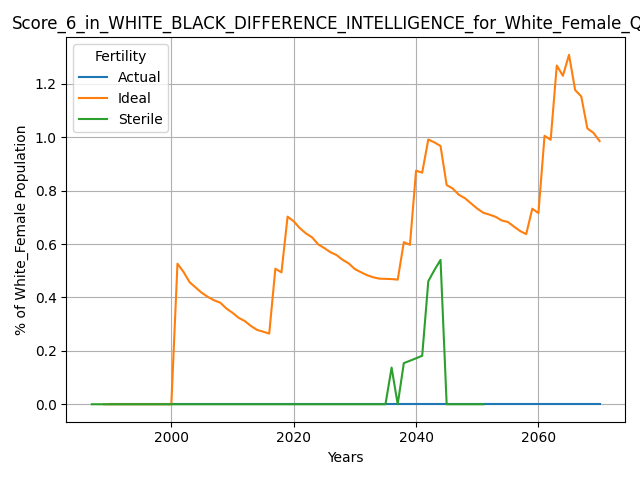 Score_6_in_WHITE_BLACK_DIFFERENCE_INTELLIGENCE_for_White_Female_Q
Fertility
Actual
Ideal
Sterile
% of White_Female Population
1.2
1.0
0.8
0.6
0.4
0.2
0.0
2000 2020 2040 2060
Years